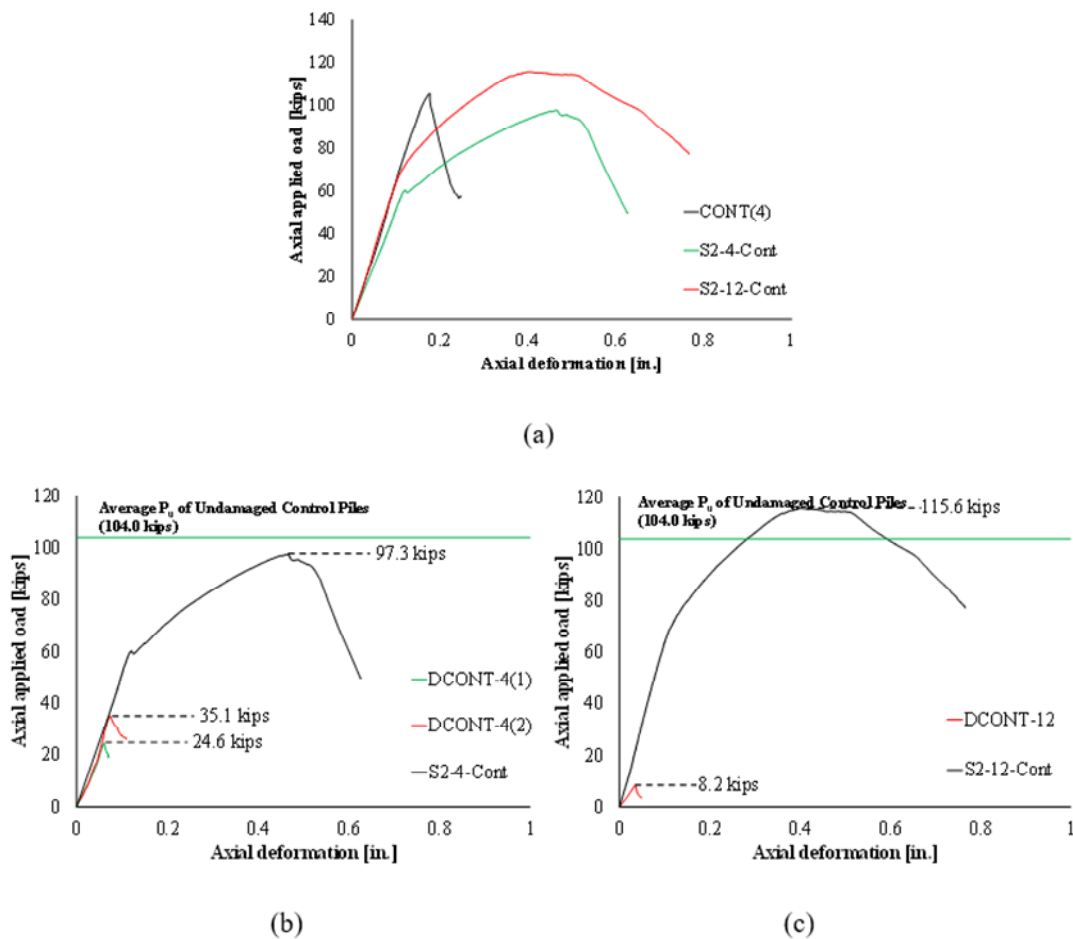 140
120
100
80
60
40
20
0
Axial applied oad [kips]
0 0.2 0.4 0.6 0.8 1
Axial deformation [in.]
CONT(4)
S2-4-Cont
S2-12-Cont
(a)
120
100
80
60
40
20
0
Axial applied oad [kips]
Average Pu of Undamaged Control Piles
(104.0 kips)
97.3 kips
35.1 kips
24.6 kips
DCONT-4(1)
DCONT-4(2)
S2-4-Cont
0 0.2 0.4 0.6 0.8 1
Axial deformation [in.]
(b)
120
100
80
60
40
20
0
Axial applied oad [kips]
Average Pu of Undamaged Control Piles
(104.0 kips)
115.6 kips
8.2 kips
DCONT-12
S2-12-Cont
0 0.2 0.4 0.6 0.8 1
Axial deformation [in.]
(c)